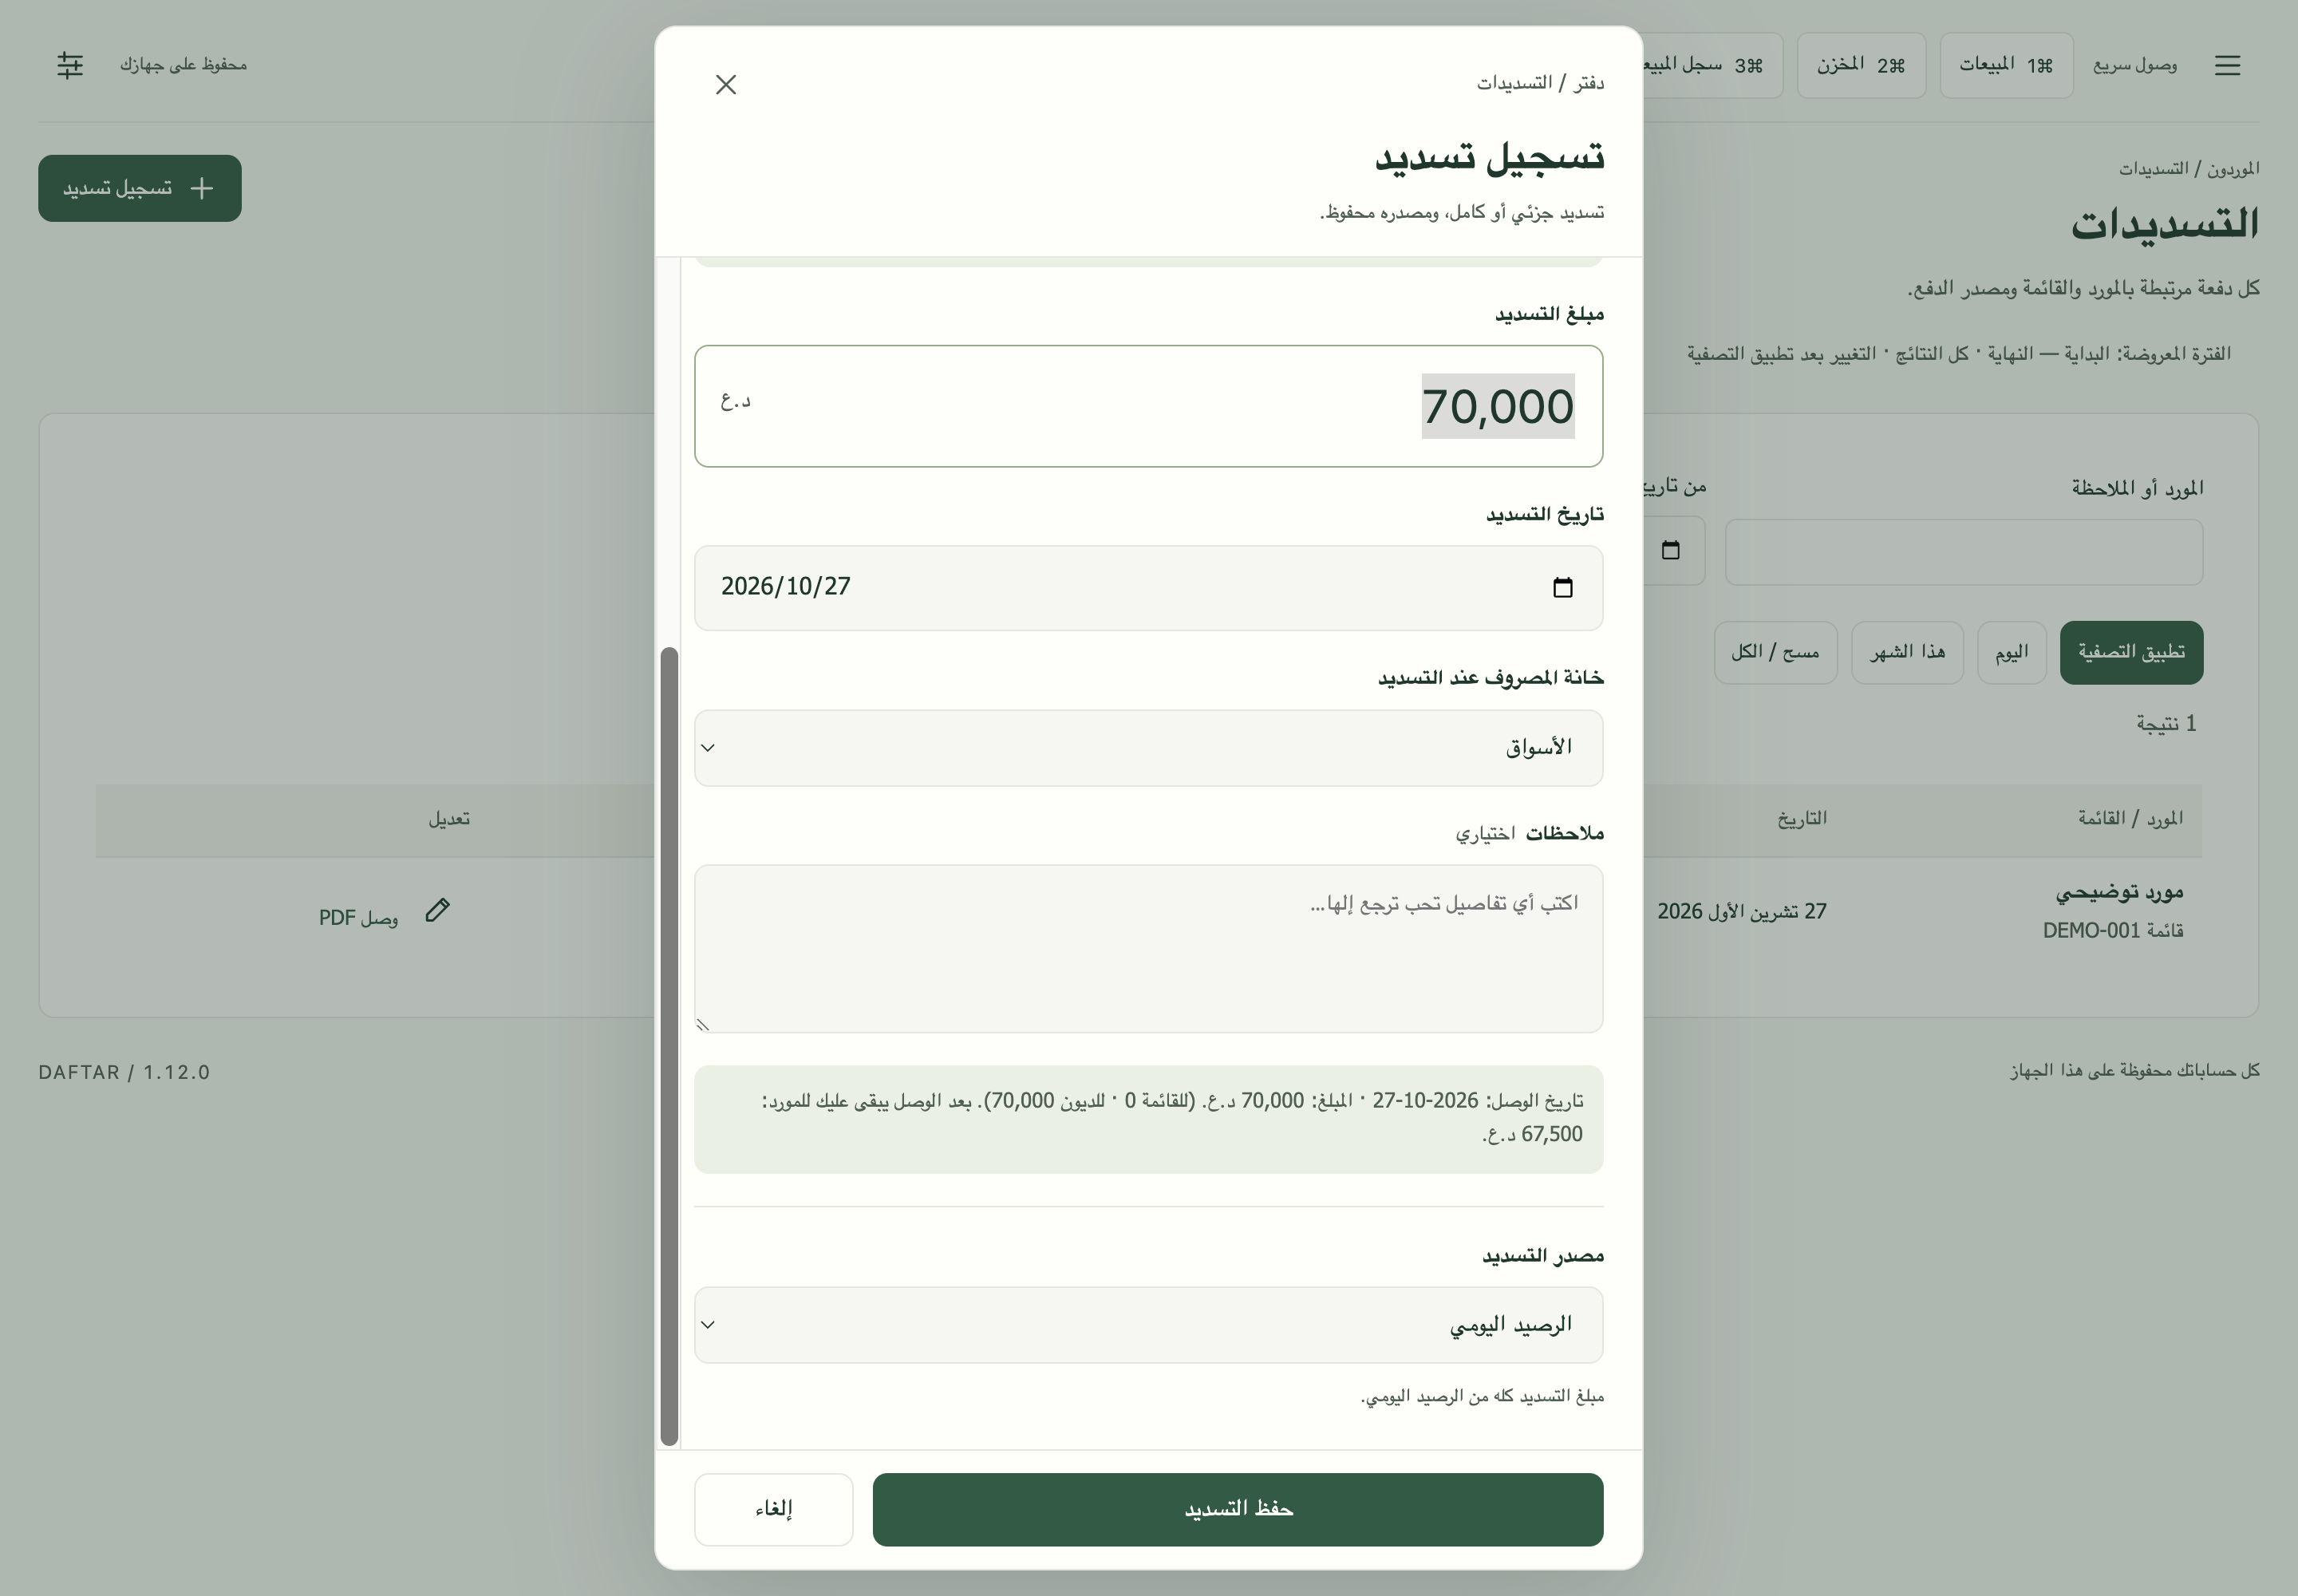 وصول سريع
⌘1 المبيعات
⌘2 المخزن
⌘3 سجل المبيع
محفوظ على جهازك
الموردون / التسديدات
التسديدات
كل دفعة مرتبطة بالمورد والقائمة ومصدر الدفع.
تسجيل تسديد
الفترة المعروضة: البداية — النهاية · كل النتائج · التغيير بعد تطبيق التصفية
المورد أو الملاحظة
من تاريخ
تطبيق التصفية
اليوم
هذا الشهر
مسح / الكل
1 نتيجة
المورد / القائمة
التاريخ
تعديل
مورد توضيحي
قائمة DEMO-001
27 تشرين الأول 2026
وصل PDF
كل حساباتك محفوظة على هذا الجهاز
DAFTAR / 1.12.0
دفتر / التسديدات
تسجيل تسديد
تسديد جزئي أو كامل، ومصدره محفوظ.
مبلغ التسديد
70,000
د.ع
تاريخ التسديد
2026/10/27
خانة المصروف عند التسديد
الأسواق
ملاحظات اختياري
اكتب أي تفاصيل تحب ترجع إلها...
تاريخ الوصل: 2026-10-27 · المبلغ: 70,000 د.ع. (للقائمة 0 · للديون 70,000). بعد الوصل يبقى عليك للمورد:
67,500 د.ع.
مصدر التسديد
الرصيد اليومي
مبلغ التسديد كله من الرصيد اليومي.
حفظ التسديد
إلغاء